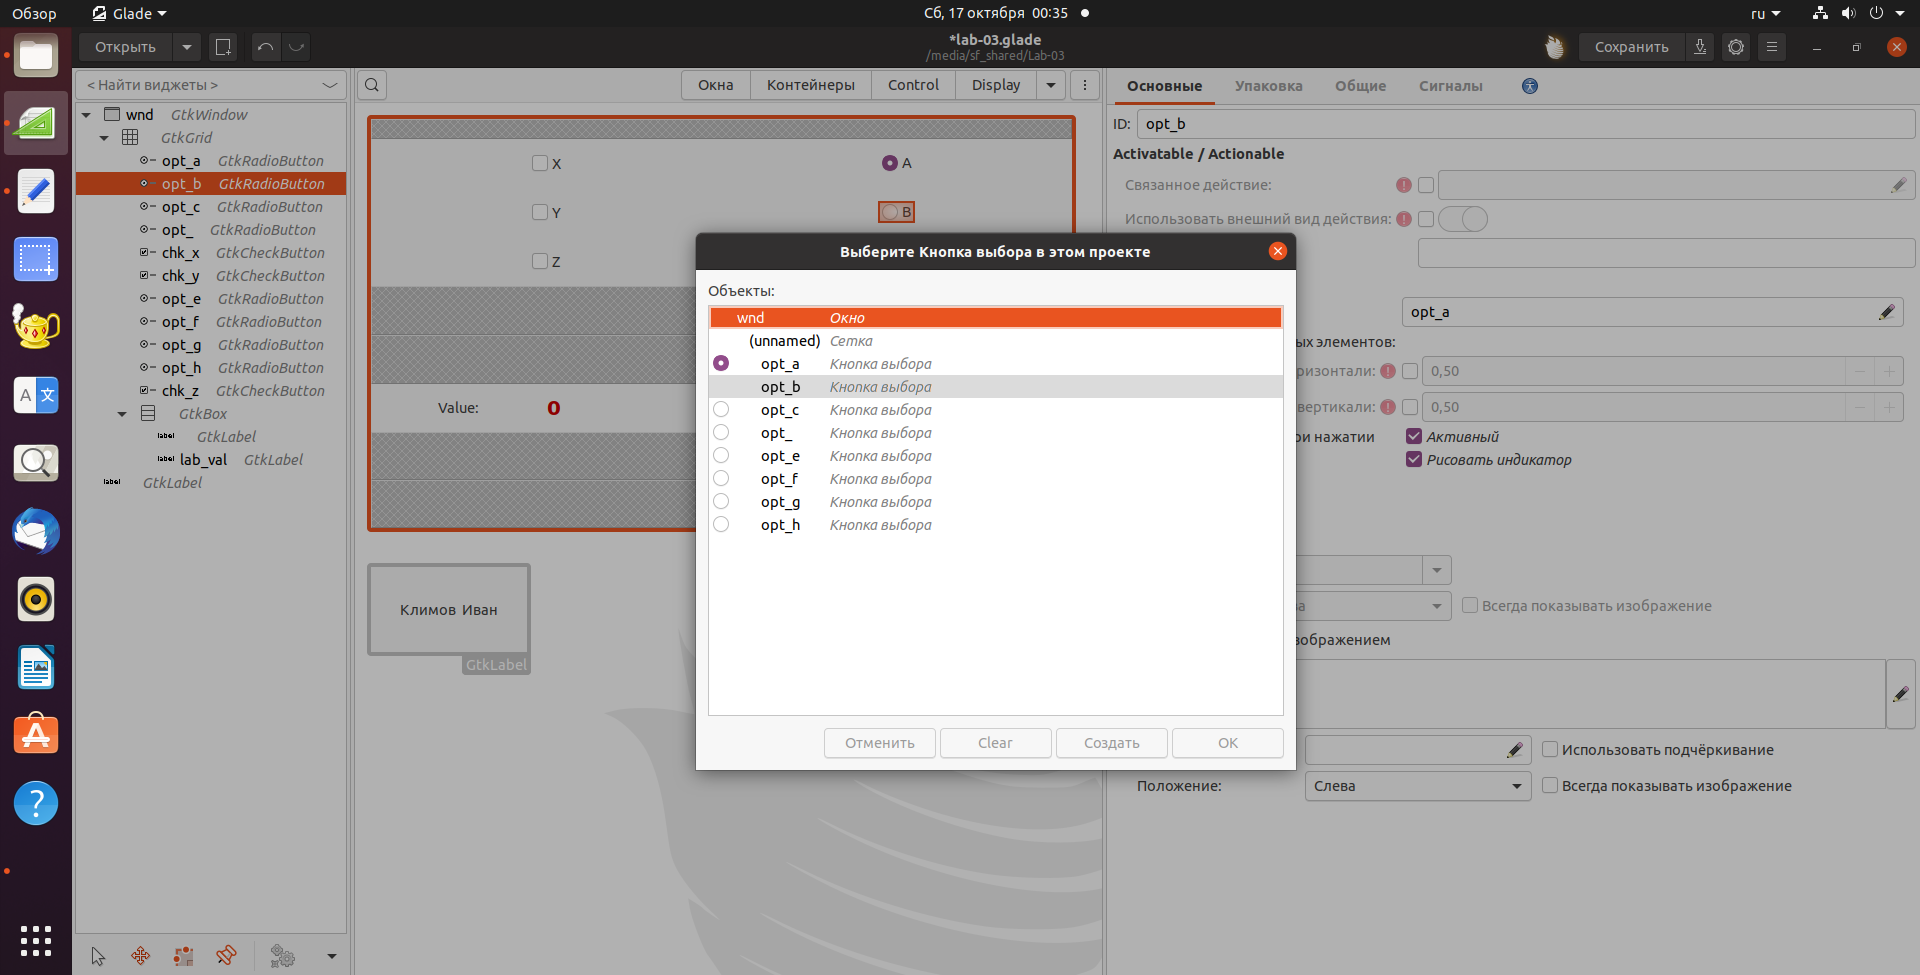 Обзор
Glade
Сб, 17 октября 00:35
ru
Открыть
*lab-03.glade
/media/sf_shared/Lab-03
Сохранить
< Найти виджеты >
wnd GtkWindow
GtkGrid
opt_a GtkRadioButton
opt_b GtkRadioButton
opt_c GtkRadioButton
opt_ GtkRadioButton
chk_x GtkCheckButton
chk_y GtkCheckButton
opt_e GtkRadioButton
opt_f GtkRadioButton
opt_g GtkRadioButton
opt_h GtkRadioButton
chk_z GtkCheckButton
GtkBox
label GtkLabel
label lab_val GtkLabel
label GtkLabel
Окна
Контейнеры
Control
Display
X
A
Y
B
Z
Value: 0
Климов Иван
GtkLabel
Выберите Кнопка выбора в этом проекте
Объекты:
wnd Окно
(unnamed) Сетка
opt_a Кнопка выбора
opt_b Кнопка выбора
opt_c Кнопка выбора
opt_ Кнопка выбора
opt_e Кнопка выбора
opt_f Кнопка выбора
opt_g Кнопка выбора
opt_h Кнопка выбора
Отменить
Clear
Создать
OK
Основные
Упаковка
Общие
Сигналы
ID: opt_b
Activatable / Actionable
Связанное действие:
Использовать внешний вид действия:
opt_a
ых элементов:
ризонтали: 0,50
вертикали: 0,50
ри нажатии
Активный
Рисовать индикатор
ва
Всегда показывать изображение
зображением
Использовать подчёркивание
Положение: Слева
Всегда показывать изображение